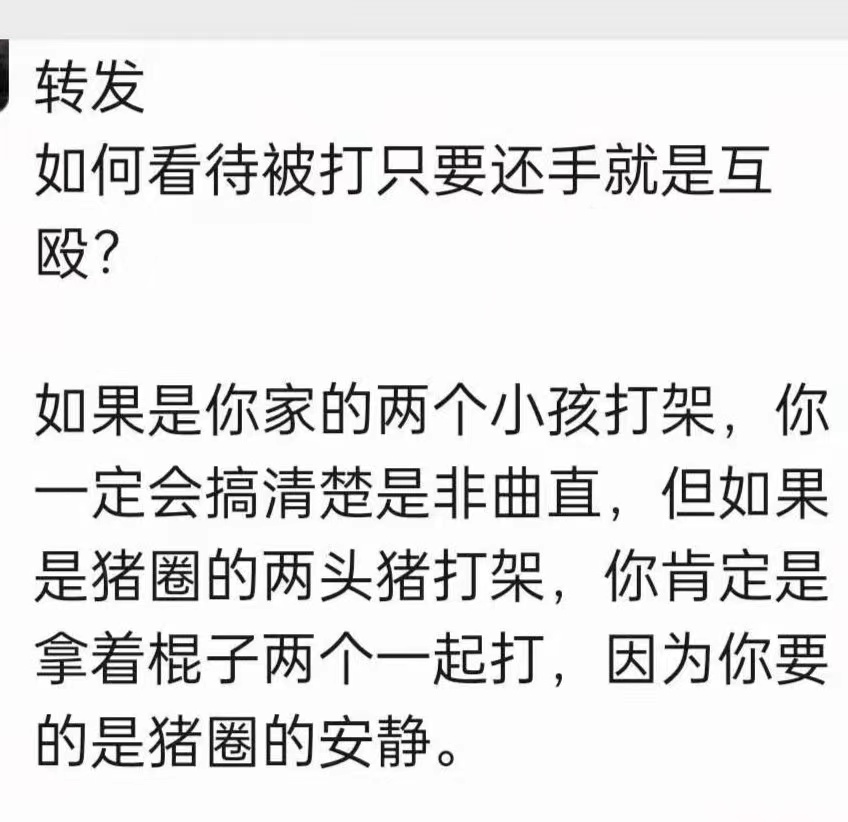 转发
如何看待被打只要还手就是互
殴？
如果是你家的两个小孩打架，你
一定会搞清楚是非曲直，但如果
是猪圈的两头猪打架，你肯定是
拿着棍子两个一起打，因为你要
的是猪圈的安静。